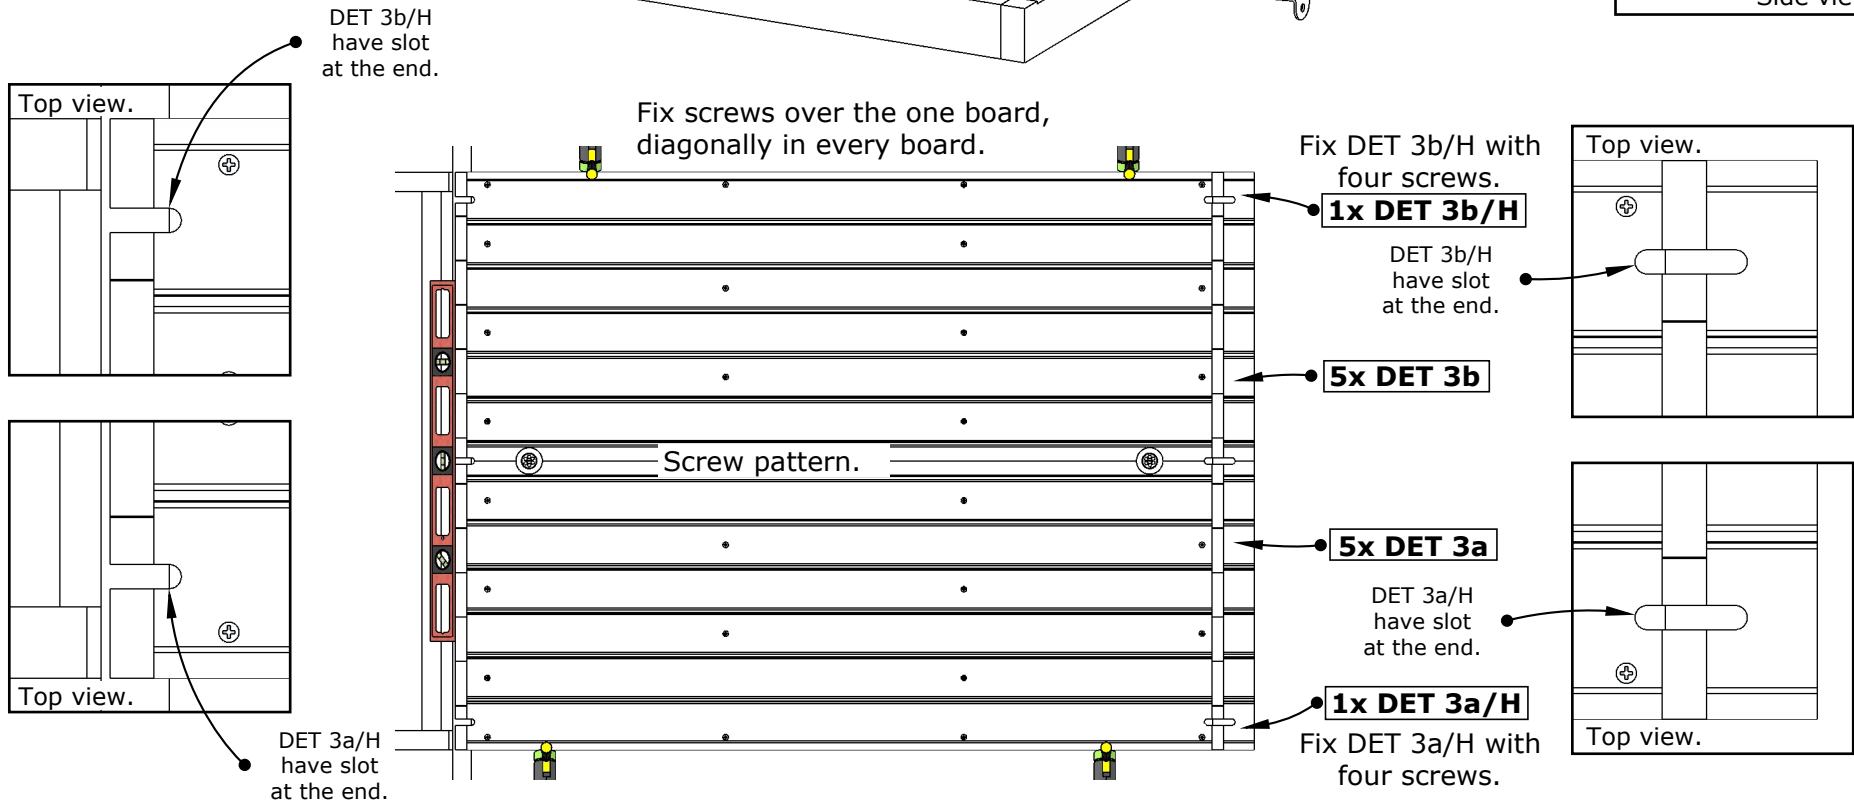 Side vie
DET 3b/H
have slot
at the end.
Top view.
Fix screws over the one board,
diagonally in every board.
Fix DET 3b/H with
four screws.
1x DET 3b/H
Top view.
DET 3b/H
have slot
at the end.
5x DET 3b
Screw pattern.
5x DET 3a
DET 3a/H
have slot
at the end.
1x DET 3a/H
Fix DET 3a/H with
four screws.
Top view.
Top view.
DET 3a/H
have slot
at the end.